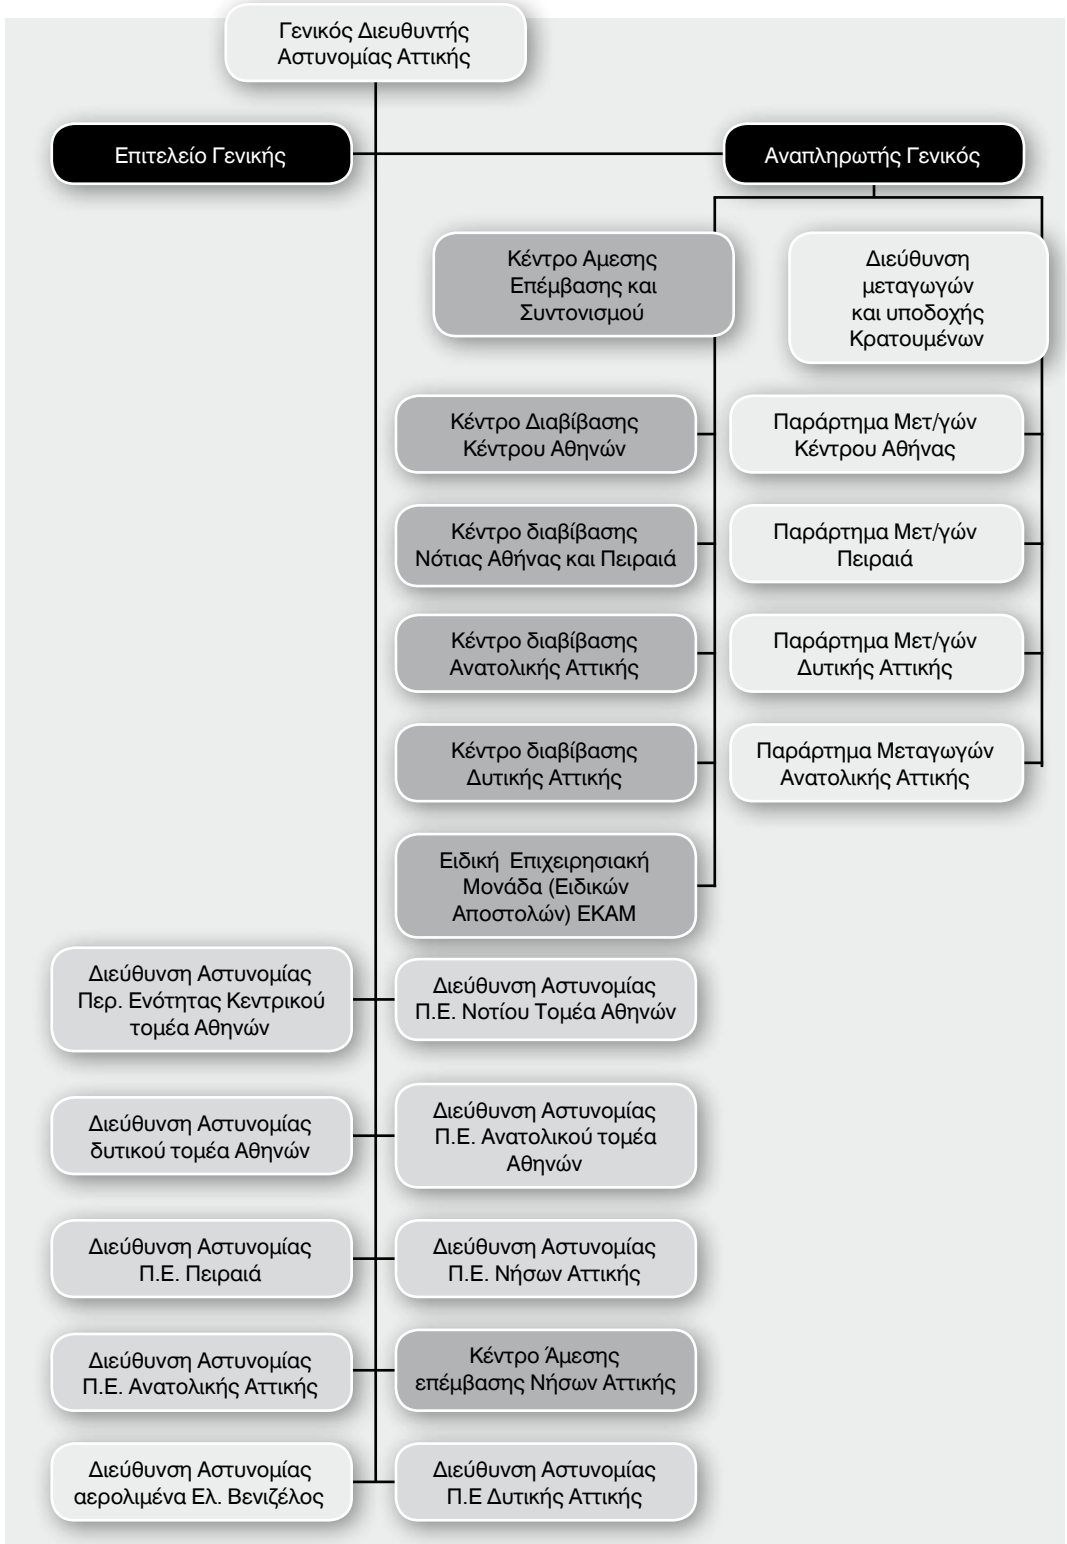 Γενικός Διευθυντής
Αστυνομίας Αττικής
Επιτελείο Γενικής
Αναπληρωτής Γενικός
Κέντρο Αμεσης
Επέμβασης και
Συντονισμού
Διεύθυνση
μεταγωγών
και υποδοχής
Κρατουμένων
Κέντρο Διαβίβασης
Κέντρου Αθηνών
Παράρτημα Μετ/γών
Κέντρου Αθήνας
Κέντρο διαβίβασης
Νότιας Αθήνας και Πειραιά
Παράρτημα Μετ/γών
Πειραιά
Κέντρο διαβίβασης
Ανατολικής Αττικής
Παράρτημα Μετ/γών
Δυτικής Αττικής
Κέντρο διαβίβασης
Δυτικής Αττικής
Παράρτημα Μεταγωγών
Ανατολικής Αττικής
Ειδική Επιχειρησιακή
Μονάδα (Ειδικών
Αποστολών) ΕΚΑΜ
Διεύθυνση Αστυνομίας
Περ. Ενότητας Κεντρικού
τομέα Αθηνών
Διεύθυνση Αστυνομίας
Π.Ε. Νοτίου Τομέα Αθηνών
Διεύθυνση Αστυνομίας
δυτικού τομέα Αθηνών
Διεύθυνση Αστυνομίας
Π.Ε. Ανατολικού τομέα
Αθηνών
Διεύθυνση Αστυνομίας
Π.Ε. Πειραιά
Διεύθυνση Αστυνομίας
Π.Ε. Νήσων Αττικής
Διεύθυνση Αστυνομίας
Π.Ε. Ανατολικής Αττικής
Κέντρο Άμεσης
επέμβασης Νήσων Αττικής
Διεύθυνση Αστυνομίας
αερολιμένα Ελ. Βενιζέλος
Διεύθυνση Αστυνομίας
Π.Ε Δυτικής Αττικής